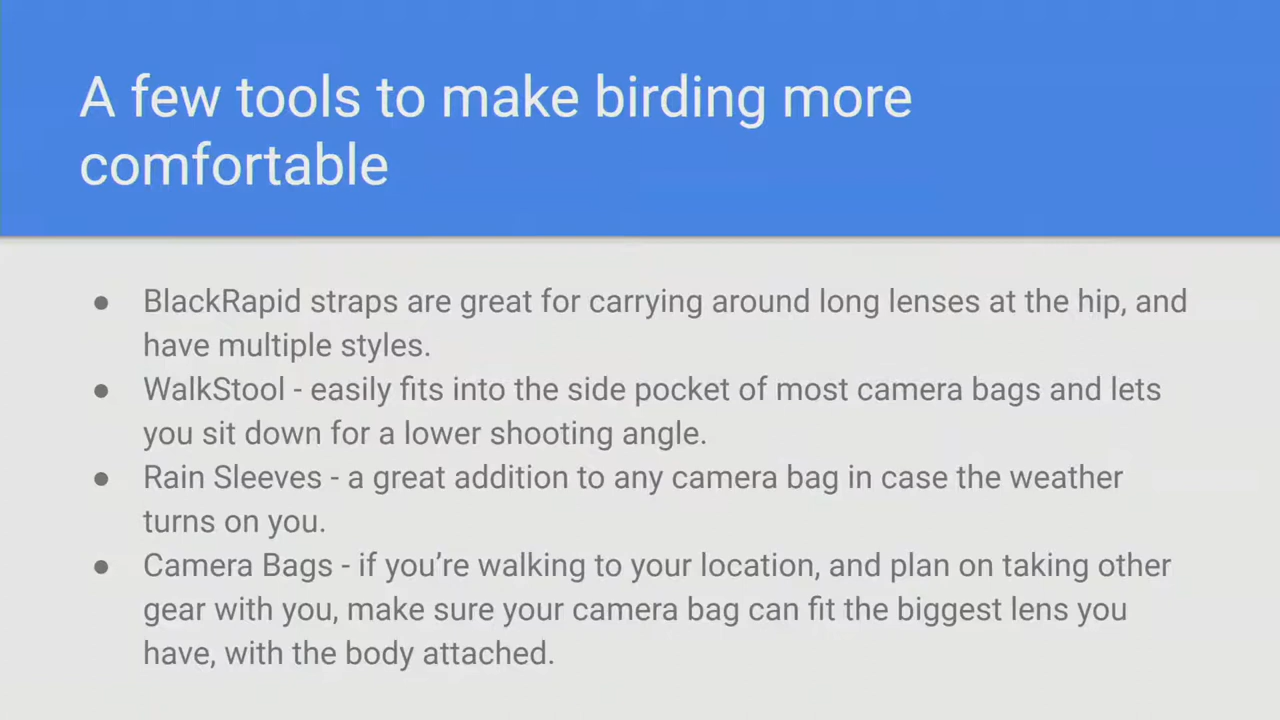 A few tools to make birding more
comfortable
● BlackRapid straps are great for carrying around long lenses at the hip, and
have multiple styles.
● WalkStool - easily fits into the side pocket of most camera bags and lets
you sit down for a lower shooting angle.
● Rain Sleeves - a great addition to any camera bag in case the weather
turns on you.
● Camera Bags - if you’re walking to your location, and plan on taking other
gear with you, make sure your camera bag can fit the biggest lens you
have, with the body attached.